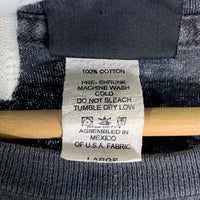 100% COTTON
PRE-SHRUNK
MACHINE WASH
COLD
DO NOT BLEACH
TUMBLE DRY LOW
ASSEMBLED IN
MEXICO
OF U.S.A. FABRIC
LARGE